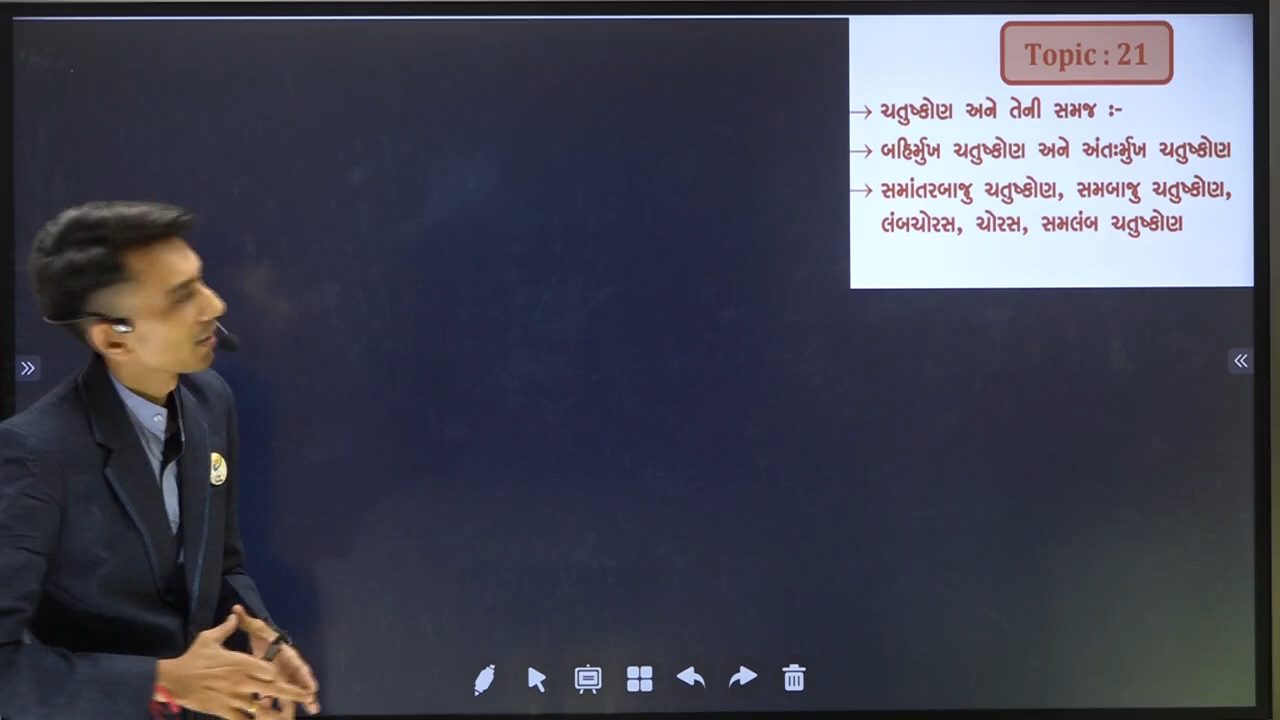 Topic : 21
→ ચતુષ્કોણ અને તેની સમજ :-
→ બહિર્મુખ ચતુષ્કોણ અને અંતઃર્મુખ ચતુષ્કોણ
→ સમાંતરબાજુ ચતુષ્કોણ, સમબાજુ ચતુષ્કોણ,
લંબચોરસ, ચોરસ, સમલંબ ચતુષ્કોણ